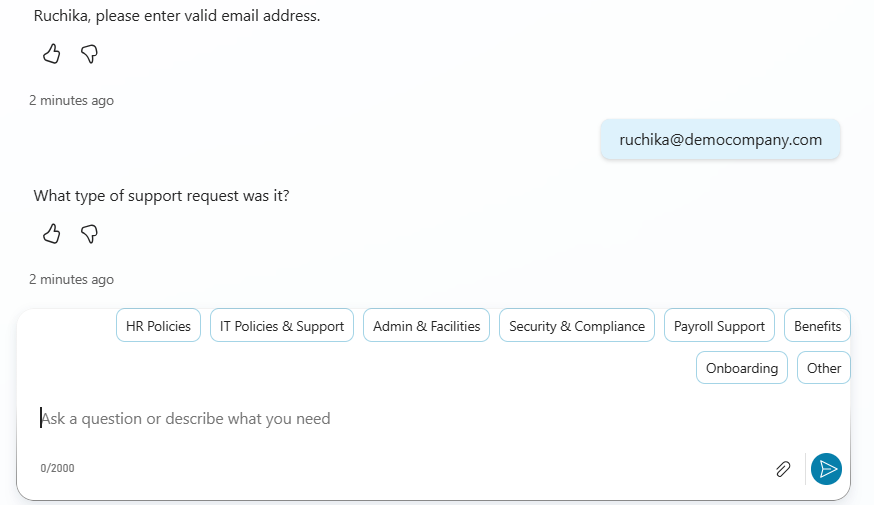 Ruchika, please enter valid email address.
2 minutes ago
ruchika@democompany.com
What type of support request was it?
2 minutes ago
HR Policies IT Policies & Support Admin & Facilities Security & Compliance Payroll Support Benefits
Onboarding Other
Ask a question or describe what you need
0/2000